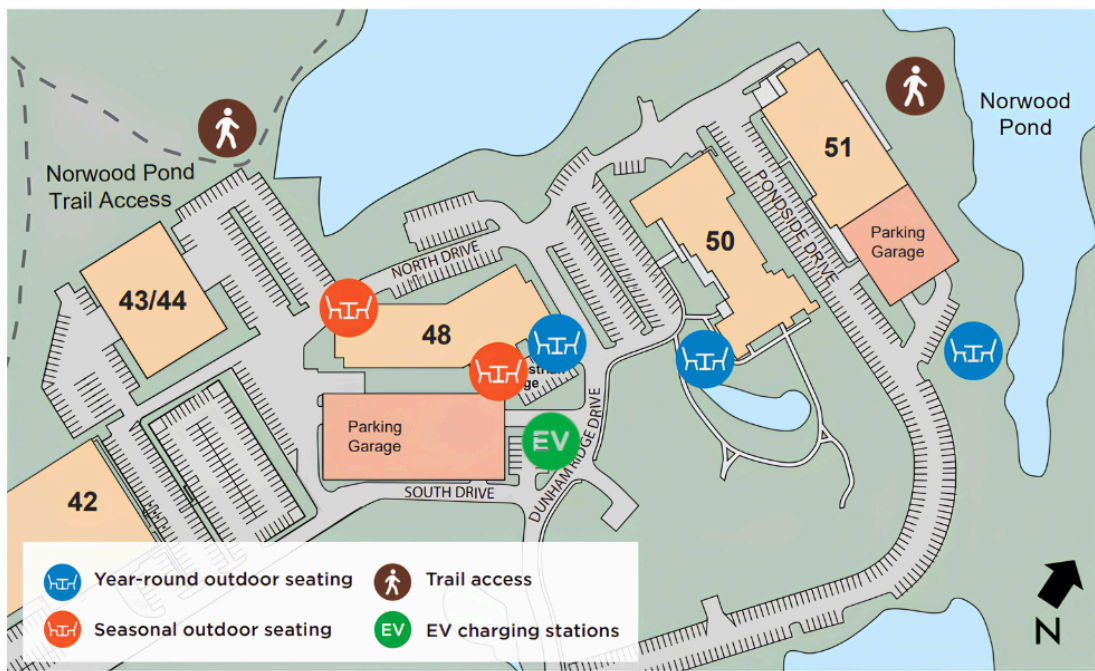 Norwood
Pond
Norwood Pond
Trail Access
51
50
PONDSIDE DRIVE
Parking
Garage
NORTH DRIVE
43/44
48
Parking
Garage
EV
DUNHAM RIDGE DRIVE
SOUTH DRIVE
42
Year-round outdoor seating
Trail access
Seasonal outdoor seating
EV
EV charging stations
N